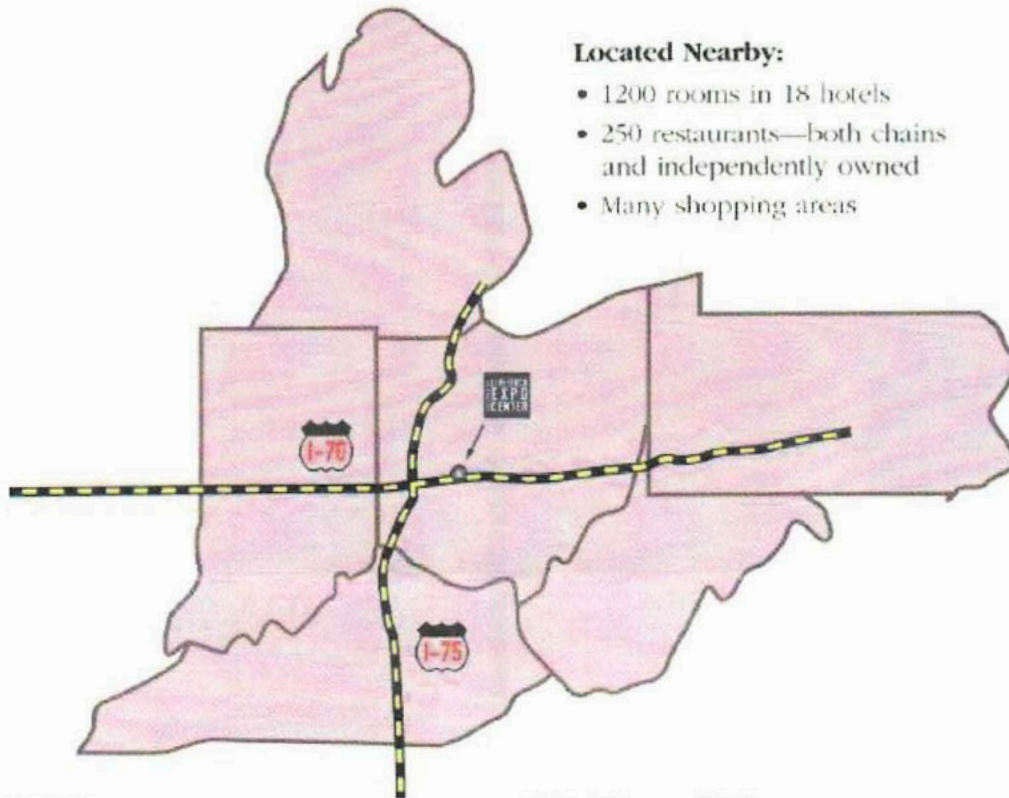 Located Nearby:
• 1200 rooms in 18 hotels
• 250 restaurants—both chains
and independently owned
• Many shopping areas
EXPO
CENTER
I-70
I-75